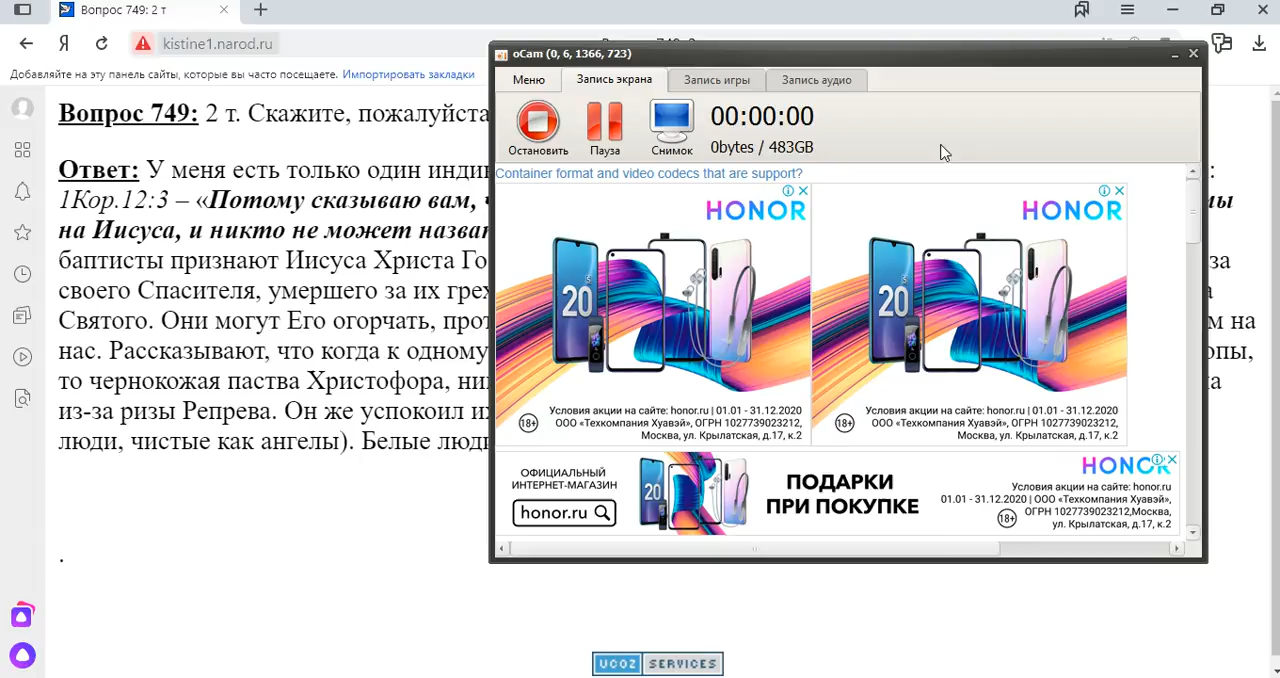 Вопрос 749: 2 т
kistine1.narod.ru
Добавляйте на эту панель сайты, которые вы часто посещаете. Импортировать закладки
Вопрос 749: 2 т. Скажите, пожалуйста
Ответ: У меня есть только один инди
1Кор.12:3 – «Потому сказываю вам,
на Иисуса, и никто не может назват
баптисты признают Иисуса Христа Го
за
своего Спасителя, умершего за их грех
Святого. Они могут Его огорчать, прот
м на
нас. Рассказывают, что когда к одному
опы,
то чернокожая паства Христофора, ни
на
из-за ризы Репрева. Он же успокоил их
люди, чистые как ангелы). Белые люди
.
oCam (0, 6, 1366, 723)
Меню
Запись экрана
Запись игры
Запись аудио
Остановить
Пауза
Снимок
00:00:00
0bytes / 483GB
Container format and video codecs that are support?
HONOR
20
18+
Условия акции на сайте: honor.ru | 01.01 - 31.12.2020
ООО «Техкомпания Хуавэй», ОГРН 1027739023212,
Москва, ул. Крылатская, д.17, к.2
HONOR
20
18+
Условия акции на сайте: honor.ru | 01.01 - 31.12.2020
ООО «Техкомпания Хуавэй», ОГРН 1027739023212,
Москва, ул. Крылатская, д.17, к.2
ОФИЦИАЛЬНЫЙ
ИНТЕРНЕТ-МАГАЗИН
honor.ru
20
ПОДАРКИ
ПРИ ПОКУПКЕ
HONOR
Условия акции на сайте: honor.ru
01.01 - 31.12.2020 | ООО «Техкомпания Хуавэй»,
ОГРН 1027739023212,Москва,
18+
ул. Крылатская, д.17, к.2
UCOZ SERVICES